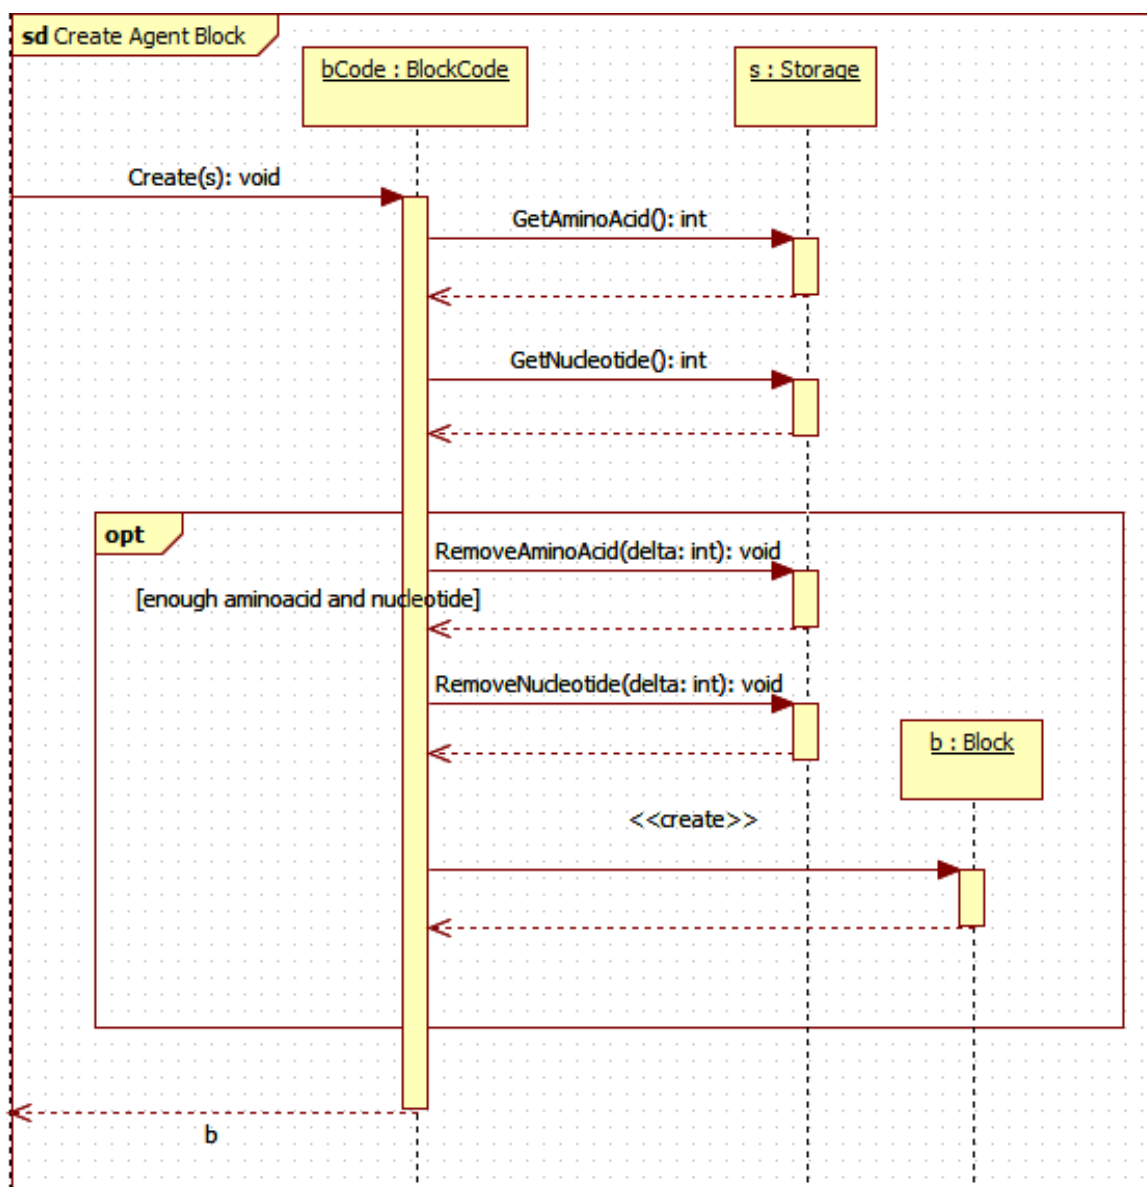 sd Create Agent Block
bCode : BlockCode
s : Storage
Create(s): void
GetAminoAcid(): int
GetNucleotide(): int
opt
RemoveAminoAcid(delta: int): void
[enough aminoacid and nucleotide]
RemoveNucleotide(delta: int): void
b : Block
<<create>>
b